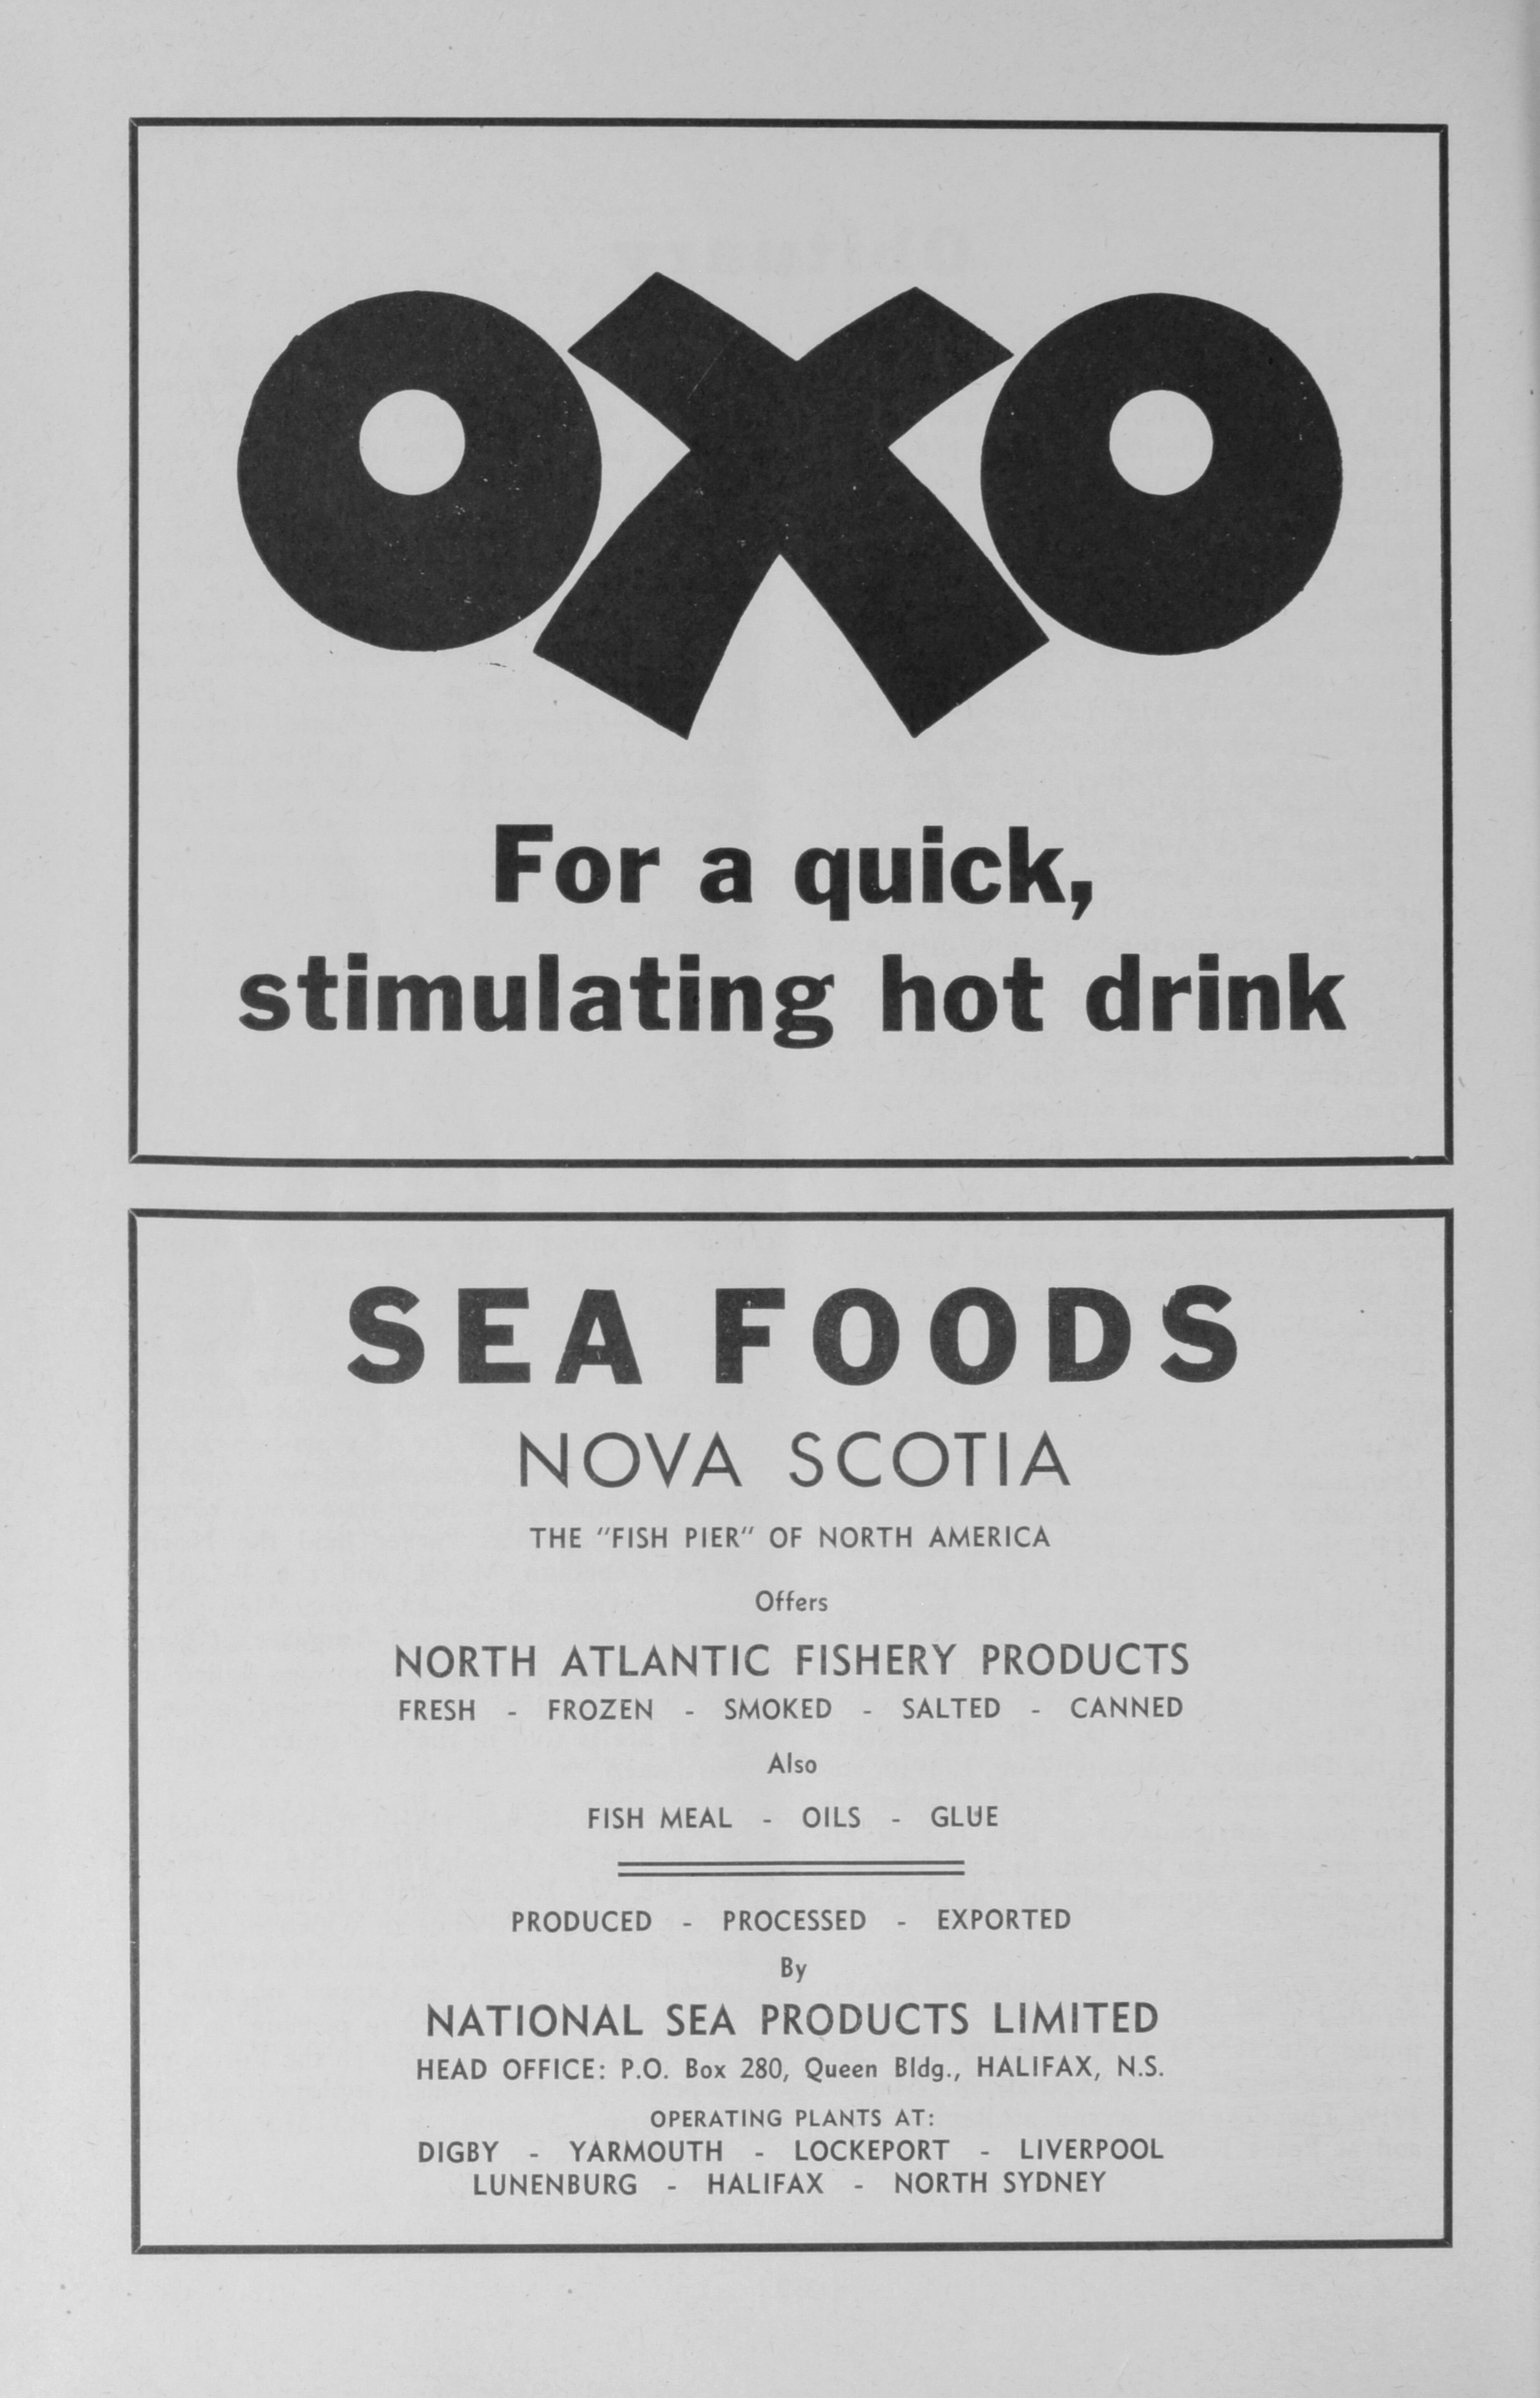 OXO
For a quick,
stimulating hot drink
SEA FOODS
NOVA SCOTIA
THE "FISH PIER" OF NORTH AMERICA
Offers
NORTH ATLANTIC FISHERY PRODUCTS
FRESH - FROZEN - SMOKED - SALTED - CANNED
Also
FISH MEAL - OILS - GLUE
PRODUCED - PROCESSED - EXPORTED
By
NATIONAL SEA PRODUCTS LIMITED
HEAD OFFICE: P.O. Box 280, Queen Bldg., HALIFAX, N.S.
OPERATING PLANTS AT:
DIGBY - YARMOUTH - LOCKEPORT - LIVERPOOL
LUNENBURG - HALIFAX - NORTH SYDNEY